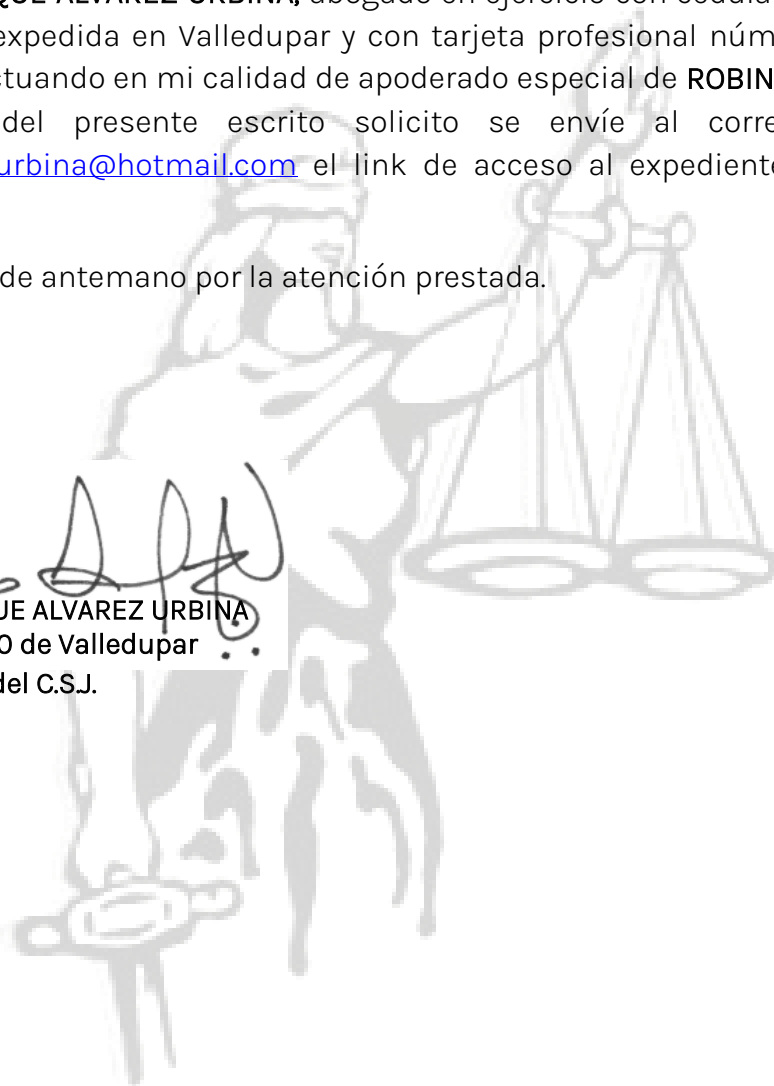 QUE ALVAREZ URBINA, abogado en ejercicio con
expedida en Valledupar y con tarjeta profesional núm
ctuando en mi calidad de apoderado especial de ROBIN
del presente escrito solicito se envíe al corre
urbina@hotmail.com el link de acceso al expediente
de antemano por la atención prestada.
UE ALVAREZ URBINA
0 de Valledupar
del C.S.J.